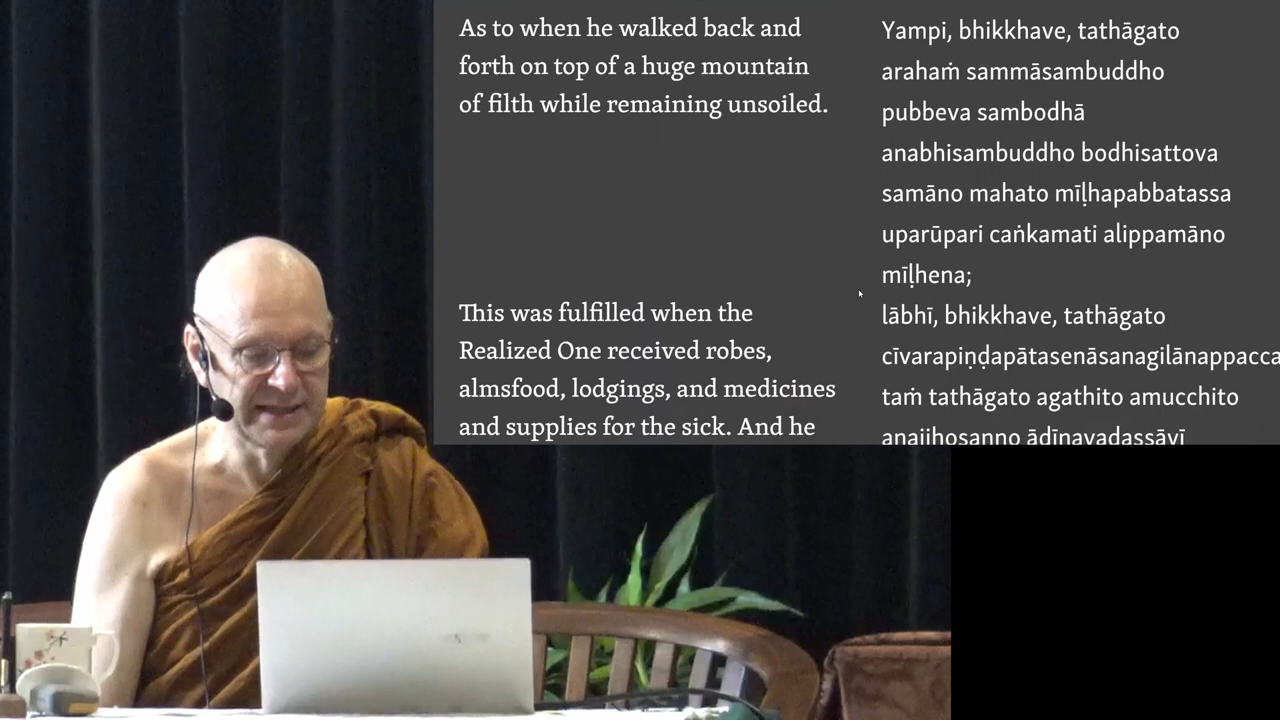 As to when he walked back and
forth on top of a huge mountain
of filth while remaining unsoiled.
This was fulfilled when the
Realized One received robes,
almsfood, lodgings, and medicines
and supplies for the sick. And he
Yampi, bhikkhave, tathāgato
arahaṁ sammāsambuddho
pubbeva sambodhā
anabhisambuddho bodhisattova
samāno mahato mīḷhapabbatassa
uparūpari caṅkamati alippamāno
mīḷhena;
lābhī, bhikkhave, tathāgato
cīvarapiṇḍapātasenāsanagilānappacca
taṁ tathāgato agathito amucchito
anajjhosanno ādīnavadassāvī